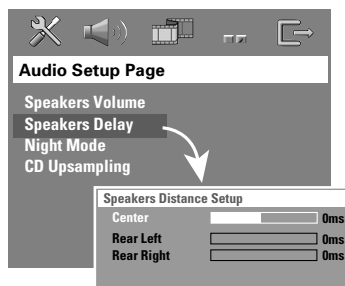 Audio Setup Page
Speakers Volume
Speakers Delay
Night Mode
CD Upsampling
Speakers Distance Setup
Center 0ms
Rear Left 0ms
Rear Right 0ms